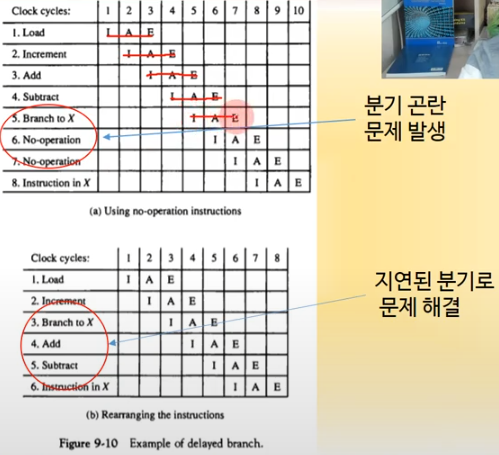 Clock cycles: 1 2 3 4 5 6 7 8 9 10
1. Load I A E
2. Increment I A E
3. Add I A E
4. Subtract I A E
5. Branch to X I A E
6. No-operation I A E
7. No-operation I A E
8. Instruction in X I A E
(a) Using no-operation instructions
분기 곤란
문제 발생
Clock cycles: 1 2 3 4 5 6 7 8
1. Load I A E
2. Increment I A E
3. Branch to X I A E
4. Add I A E
5. Subtract I A E
6. Instruction in X I A E
(b) Rearranging the instructions
지연된 분기로
문제 해결
Figure 9-10 Example of delayed branch.